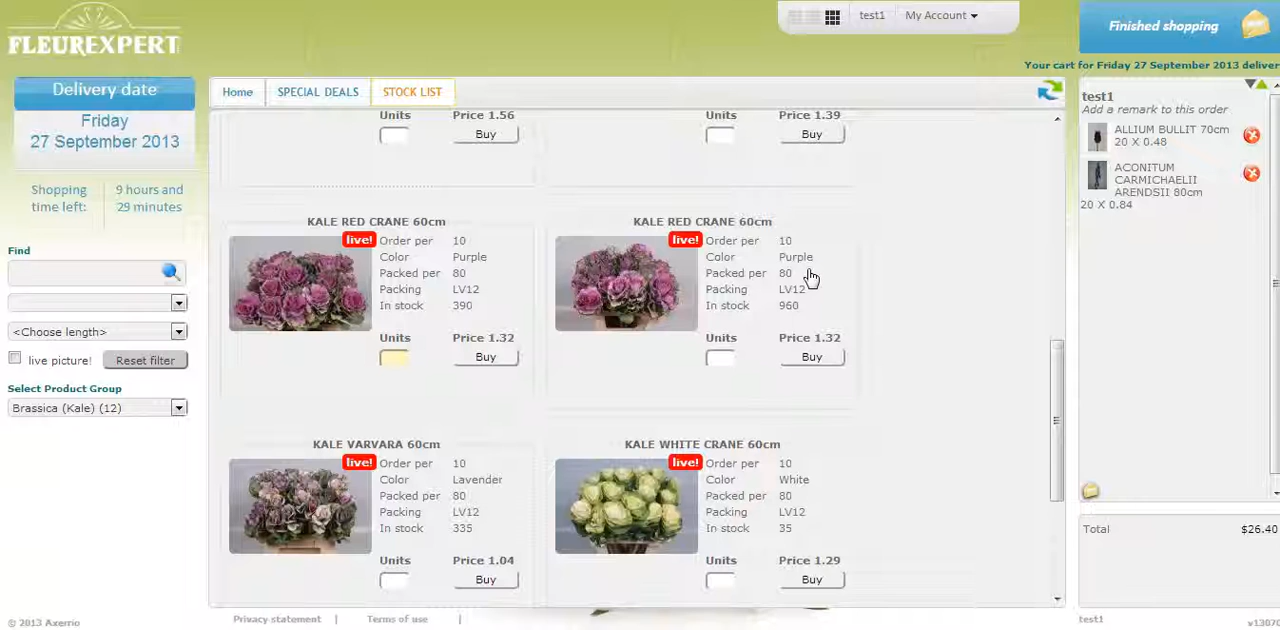 FLEUREXPERT
test1
My Account
Finished shopping
Your cart for Friday 27 September 2013 deliver
Delivery date
Friday
27 September 2013
Shopping time left:
9 hours and 29 minutes
Find
<Choose length>
live picture!
Reset filter
Select Product Group
Brassica (Kale) (12)
Home
SPECIAL DEALS
STOCK LIST
Units
Price 1.56
Buy
Units
Price 1.39
Buy
KALE RED CRANE 60cm
live!
Order per 10
Color Purple
Packed per 80
Packing LV12
In stock 390
Units
Price 1.32
Buy
KALE RED CRANE 60cm
live!
Order per 10
Color Purple
Packed per 80
Packing LV12
In stock 960
Units
Price 1.32
Buy
KALE VARVARA 60cm
live!
Order per 10
Color Lavender
Packed per 80
Packing LV12
In stock 335
Units
Price 1.04
Buy
KALE WHITE CRANE 60cm
live!
Order per 10
Color White
Packed per 80
Packing LV12
In stock 35
Units
Price 1.29
Buy
test1
Add a remark to this order
ALLIUM BULLIT 70cm
20 X 0.48
ACONITUM
CARMICHAELII
ARENDSII 80cm
20 X 0.84
Total $26.40
© 2013 Axerrio
Privacy statement |
Terms of use |
test1
v13070